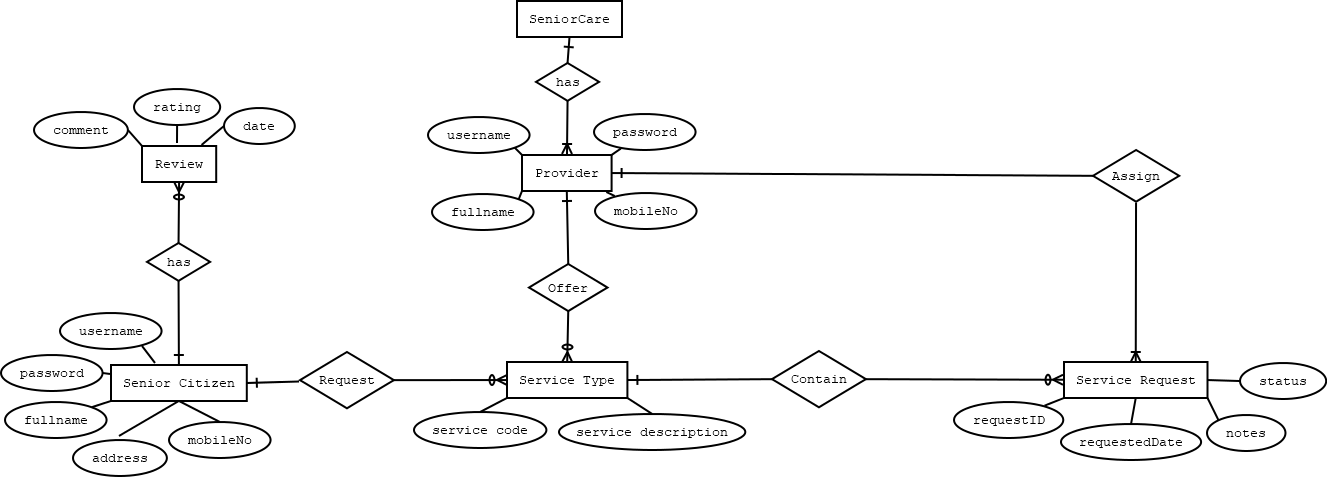 SeniorCare
has
rating
comment
date
username
password
Review
Provider
Assign
fullname
mobileNo
has
Offer
username
password
Senior Citizen
Request
Service Type
Contain
Service Request
status
fullname
address
mobileNo
service code
service description
requestID
requestedDate
notes